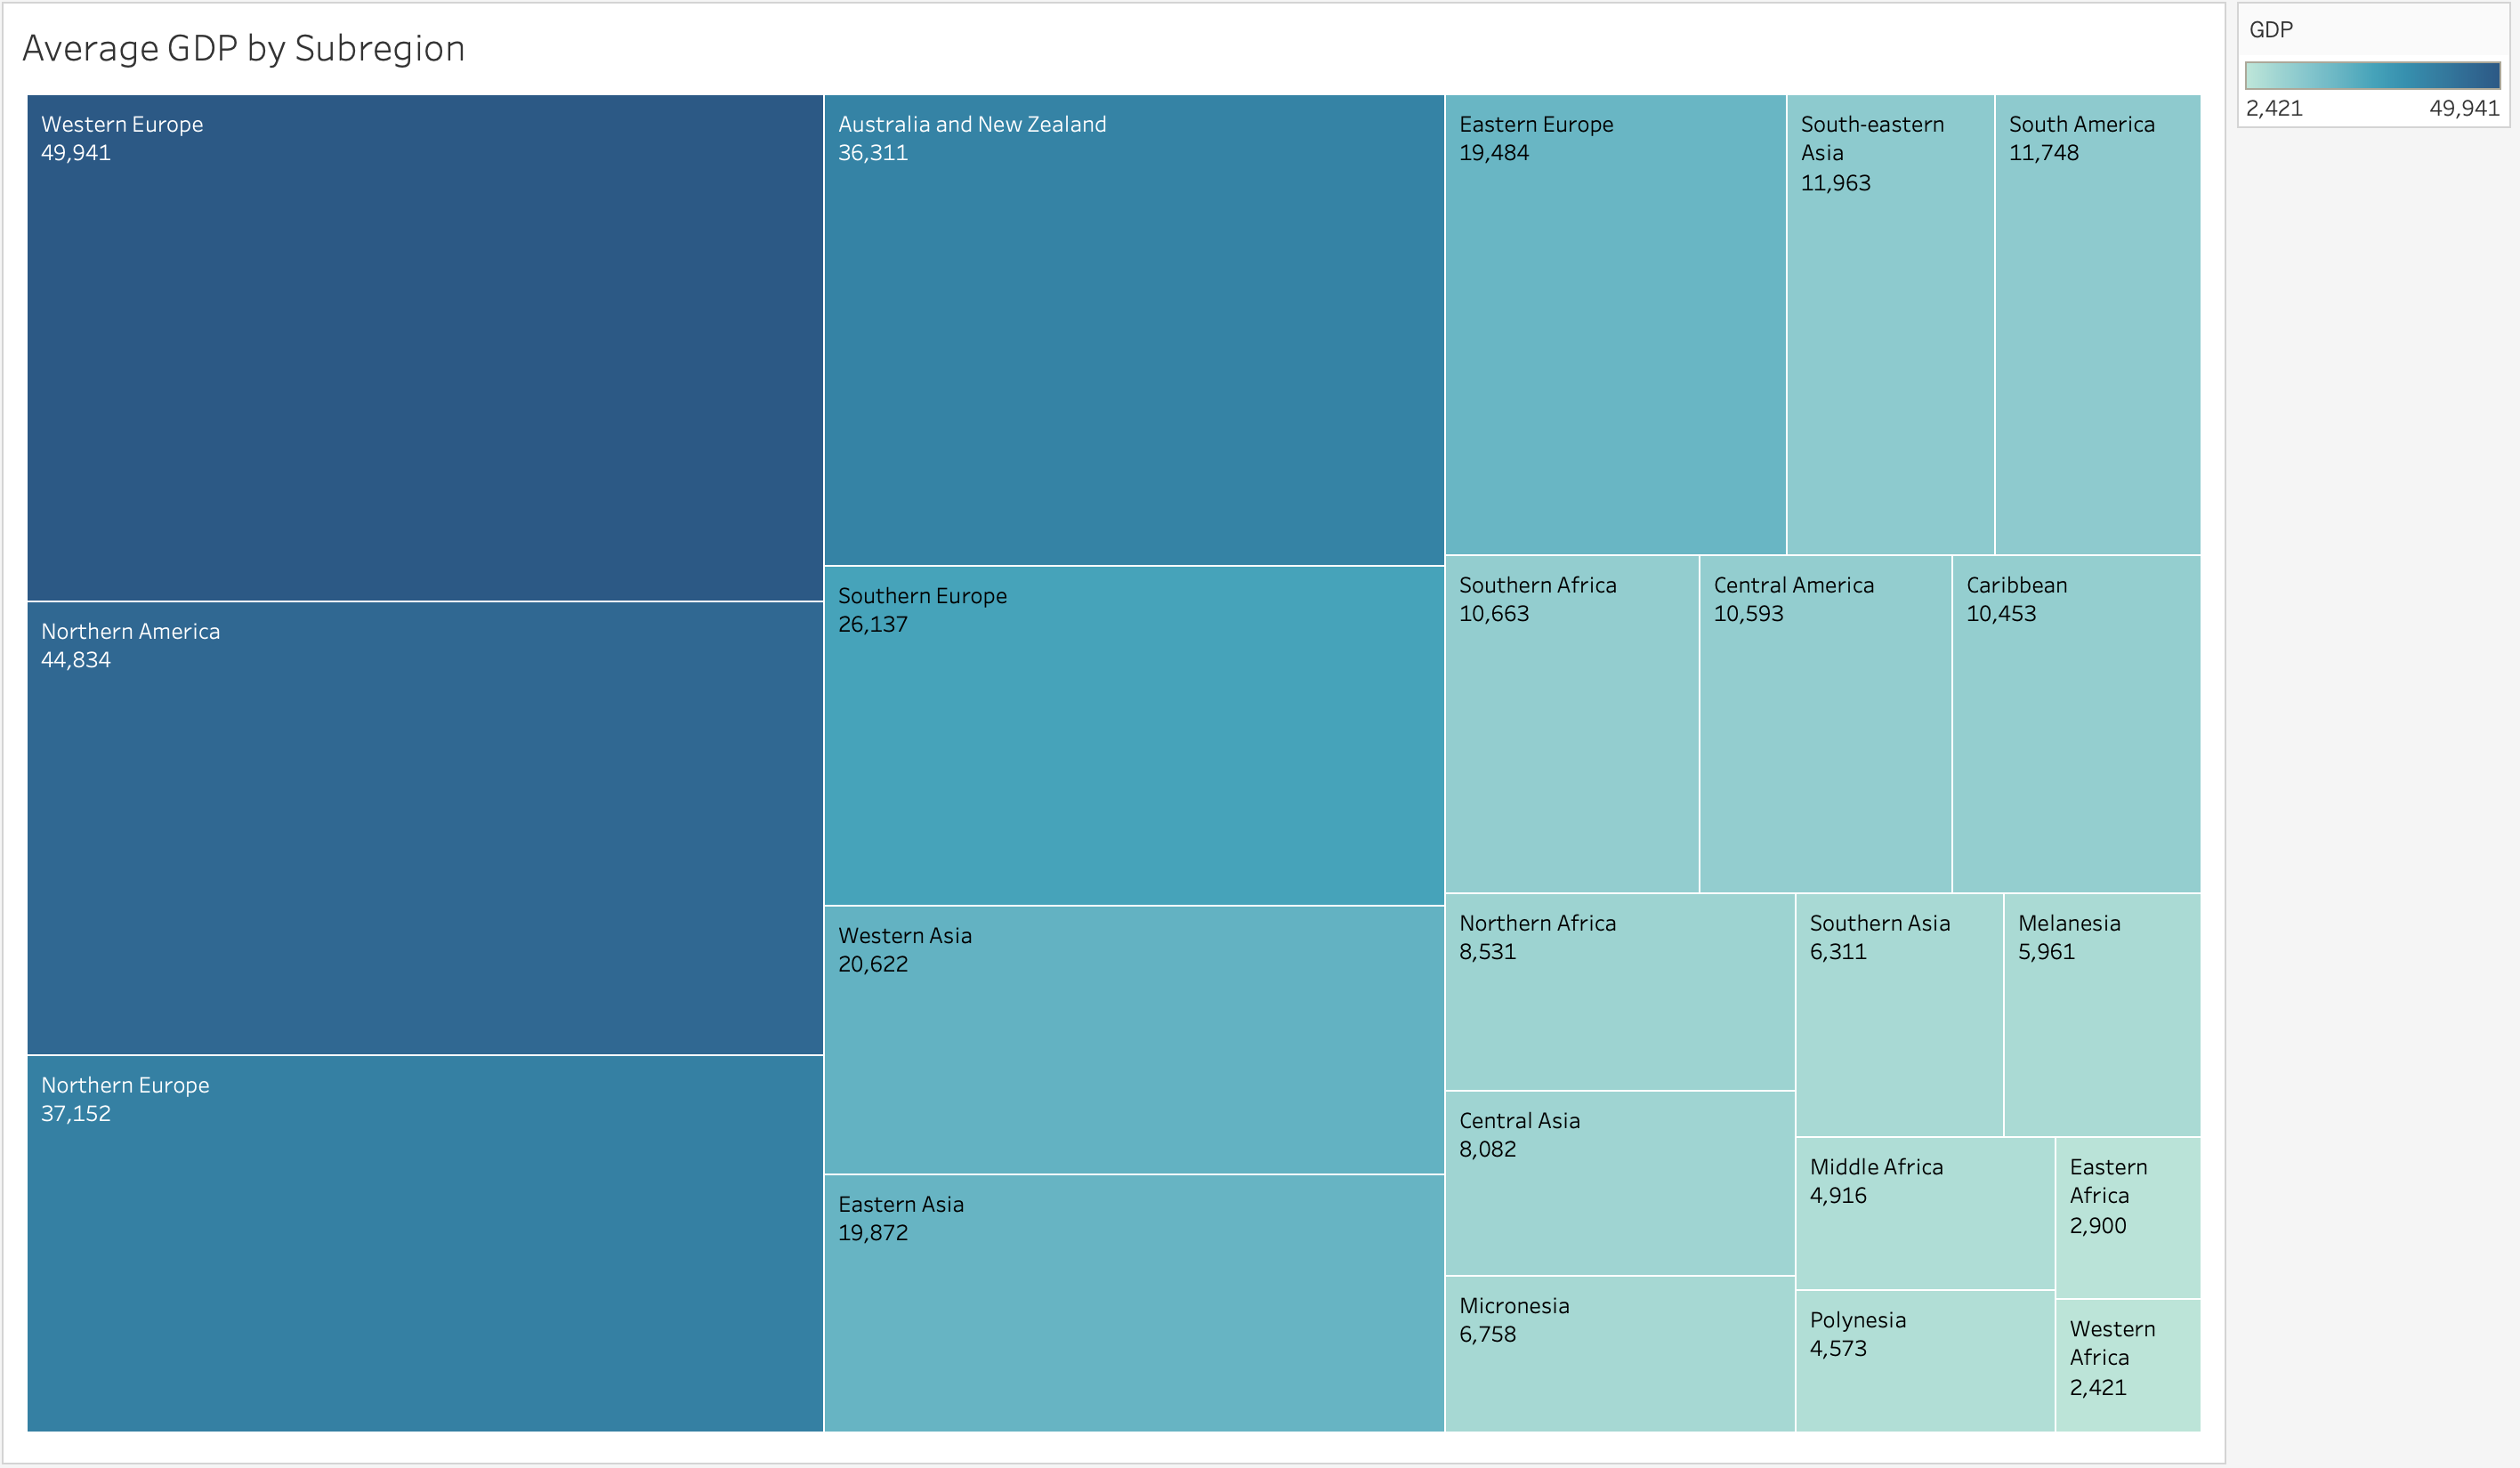 Average GDP by Subregion
Western Europe
49,941
Northern America
44,834
Northern Europe
37,152
Australia and New Zealand
36,311
Southern Europe
26,137
Western Asia
20,622
Eastern Asia
19,872
Eastern Europe
19,484
South-eastern
Asia
11,963
South America
11,748
Southern Africa
10,663
Central America
10,593
Caribbean
10,453
Northern Africa
8,531
Central Asia
8,082
Micronesia
6,758
Southern Asia
6,311
Melanesia
5,961
Middle Africa
4,916
Polynesia
4,573
Eastern
Africa
2,900
Western
Africa
2,421
GDP
2,421 49,941